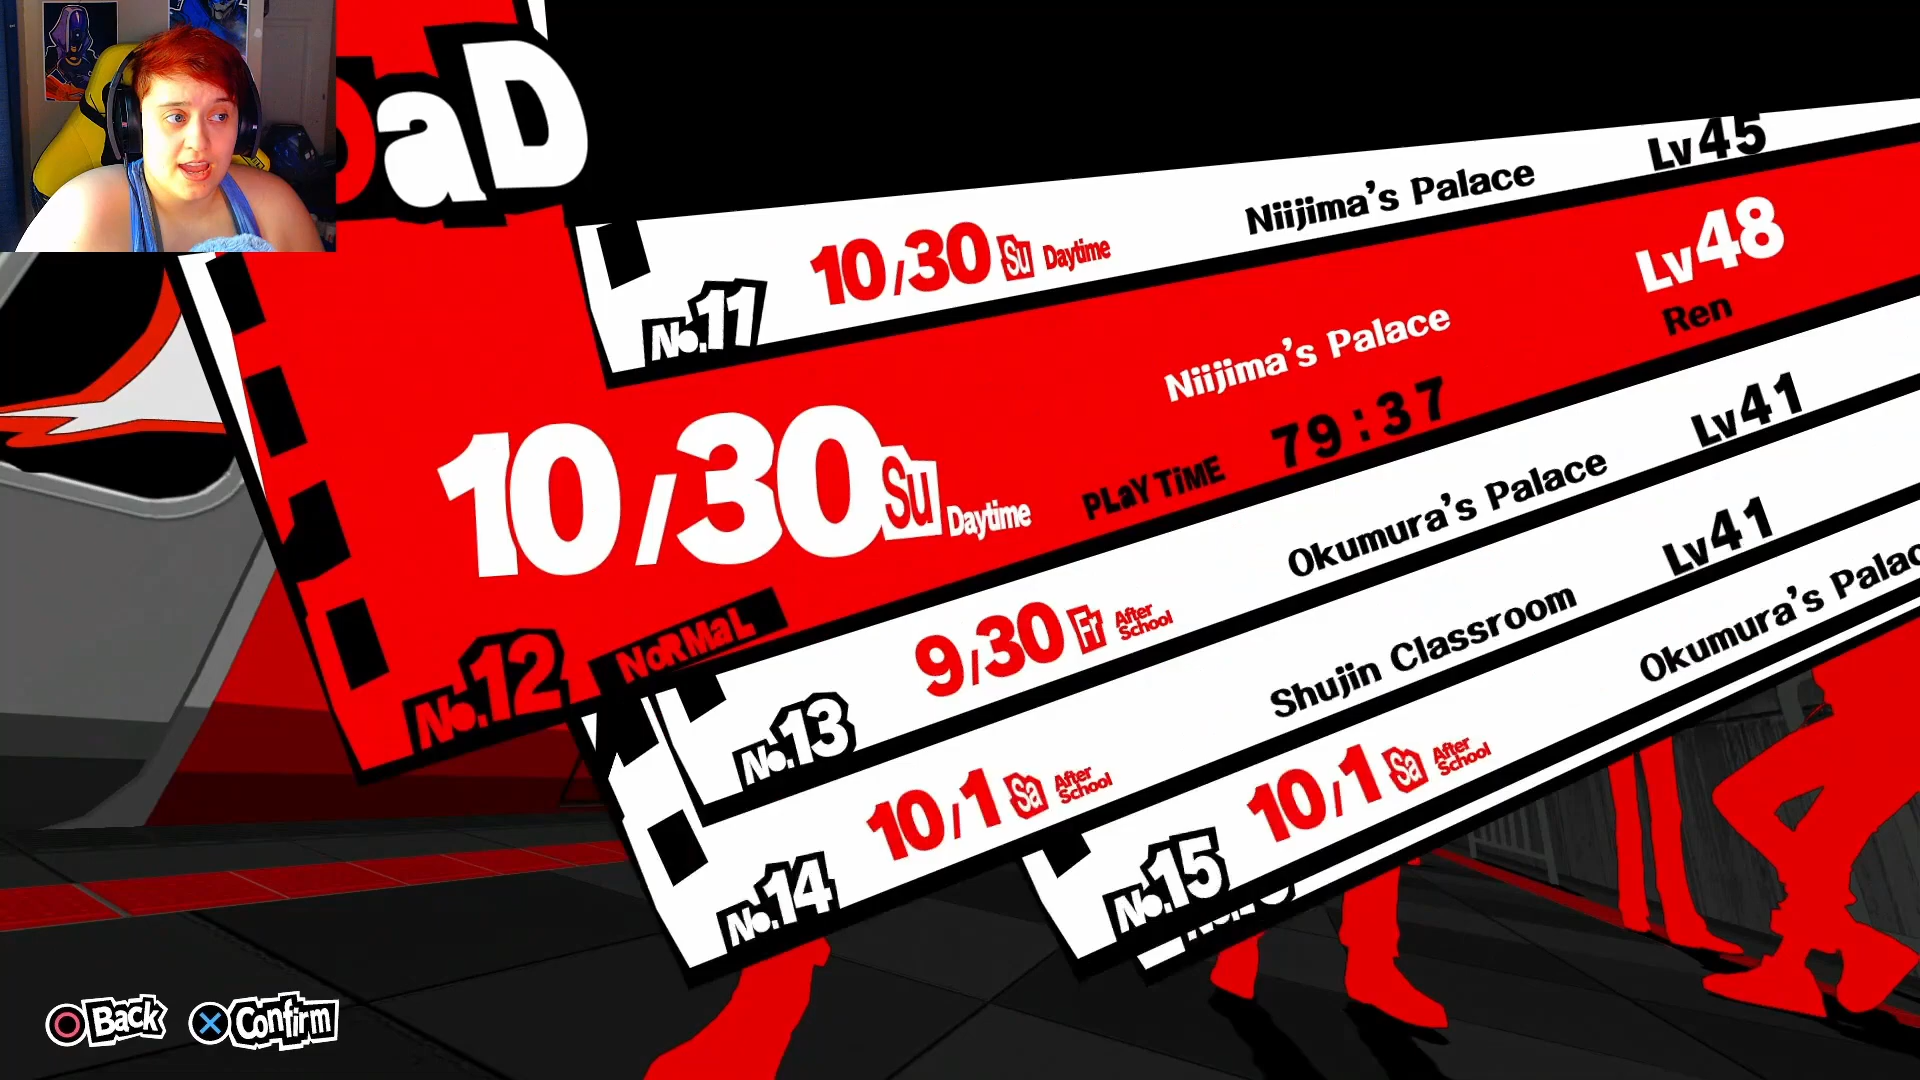 oaD
No.11 10/30 Su Daytime Niijima's Palace Lv45
No.12 10/30 Su Daytime Niijima's Palace Lv48
PLaY TiME 79:37 Ren
NoRMaL
No.13 9/30 Fr After School Okumura's Palace Lv41
No.14 10/1 Sa After School Shujin Classroom Lv41
No.15 10/1 Sa After School Okumura's Palac
Back Confirm